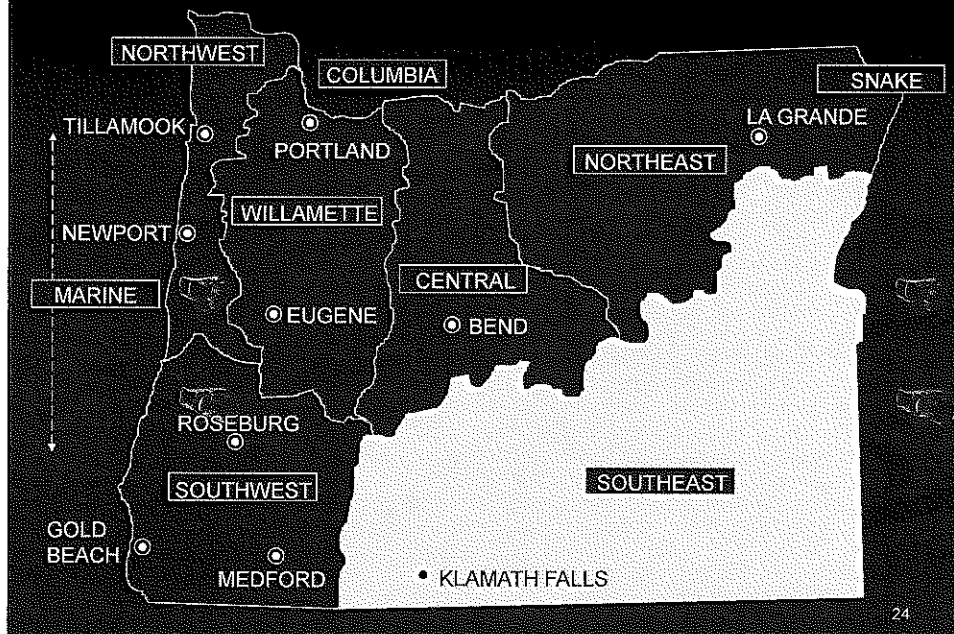 NORTHWEST
COLUMBIA
SNAKE
TILLAMOOK
PORTLAND
LA GRANDE
NORTHEAST
WILLAMETTE
NEWPORT
CENTRAL
MARINE
EUGENE
BEND
ROSEBURG
SOUTHWEST
SOUTHEAST
GOLD
BEACH
MEDFORD
KLAMATH FALLS
24